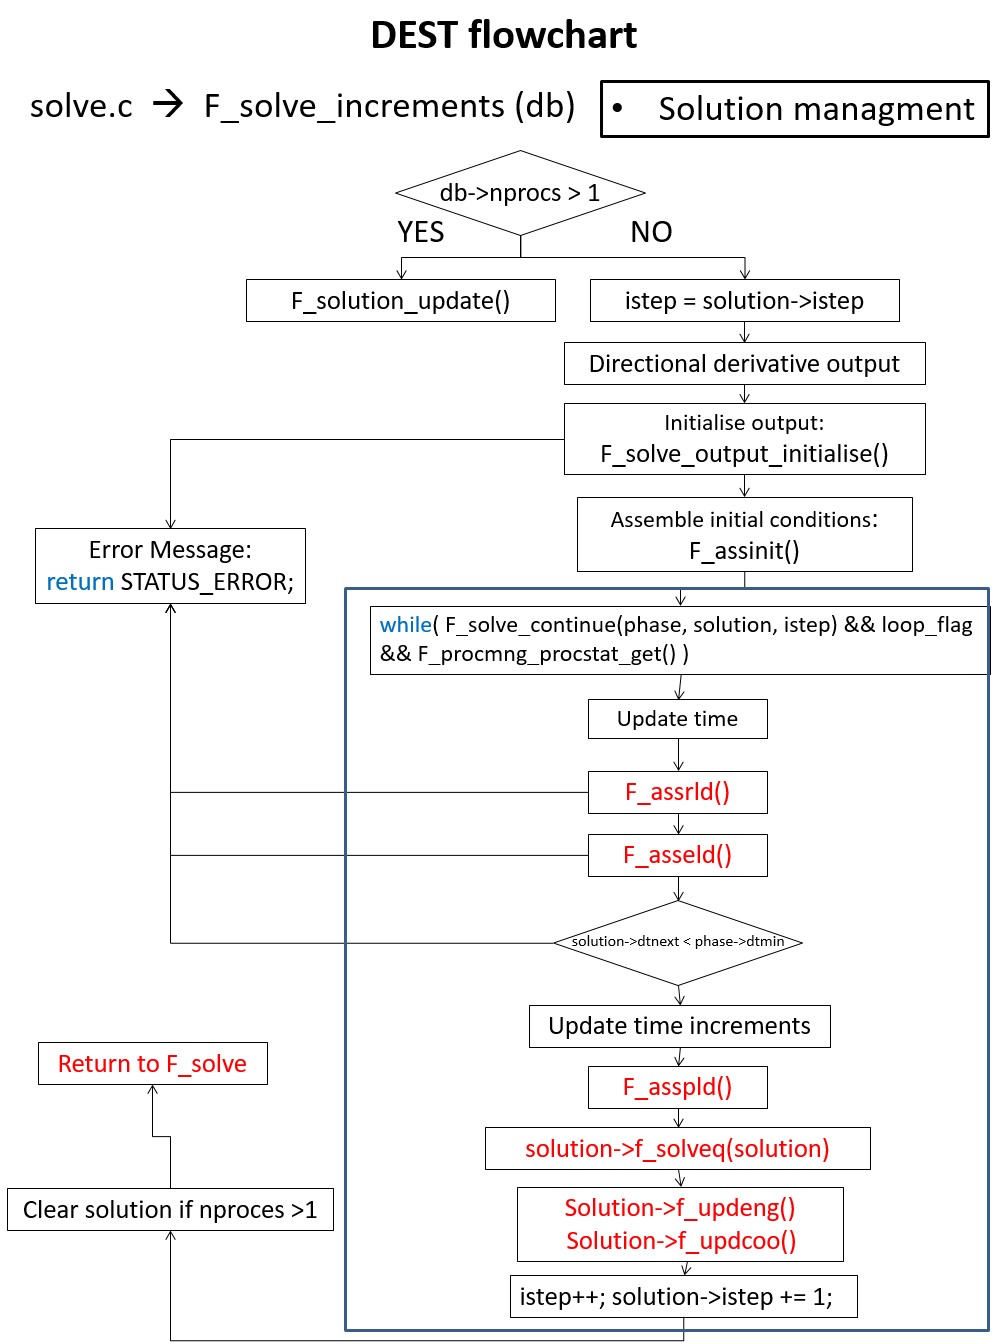 DEST flowchart
solve.c → F_solve_increments (db)
• Solution managment
db->nprocs > 1
YES
NO
F_solution_update()
istep = solution->istep
Directional derivative output
Initialise output:
F_solve_output_initialise()
Assemble initial conditions:
F_assinit()
Error Message:
return STATUS_ERROR;
while( F_solve_continue(phase, solution, istep) && loop_flag
&& F_procmng_procstat_get() )
Update time
F_assrld()
F_asseld()
solution->dtnext < phase->dtmin
Update time increments
F_asspld()
solution->f_solveq(solution)
Solution->f_updeng()
Solution->f_updcoo()
istep++; solution->istep += 1;
Clear solution if nproces >1
Return to F_solve